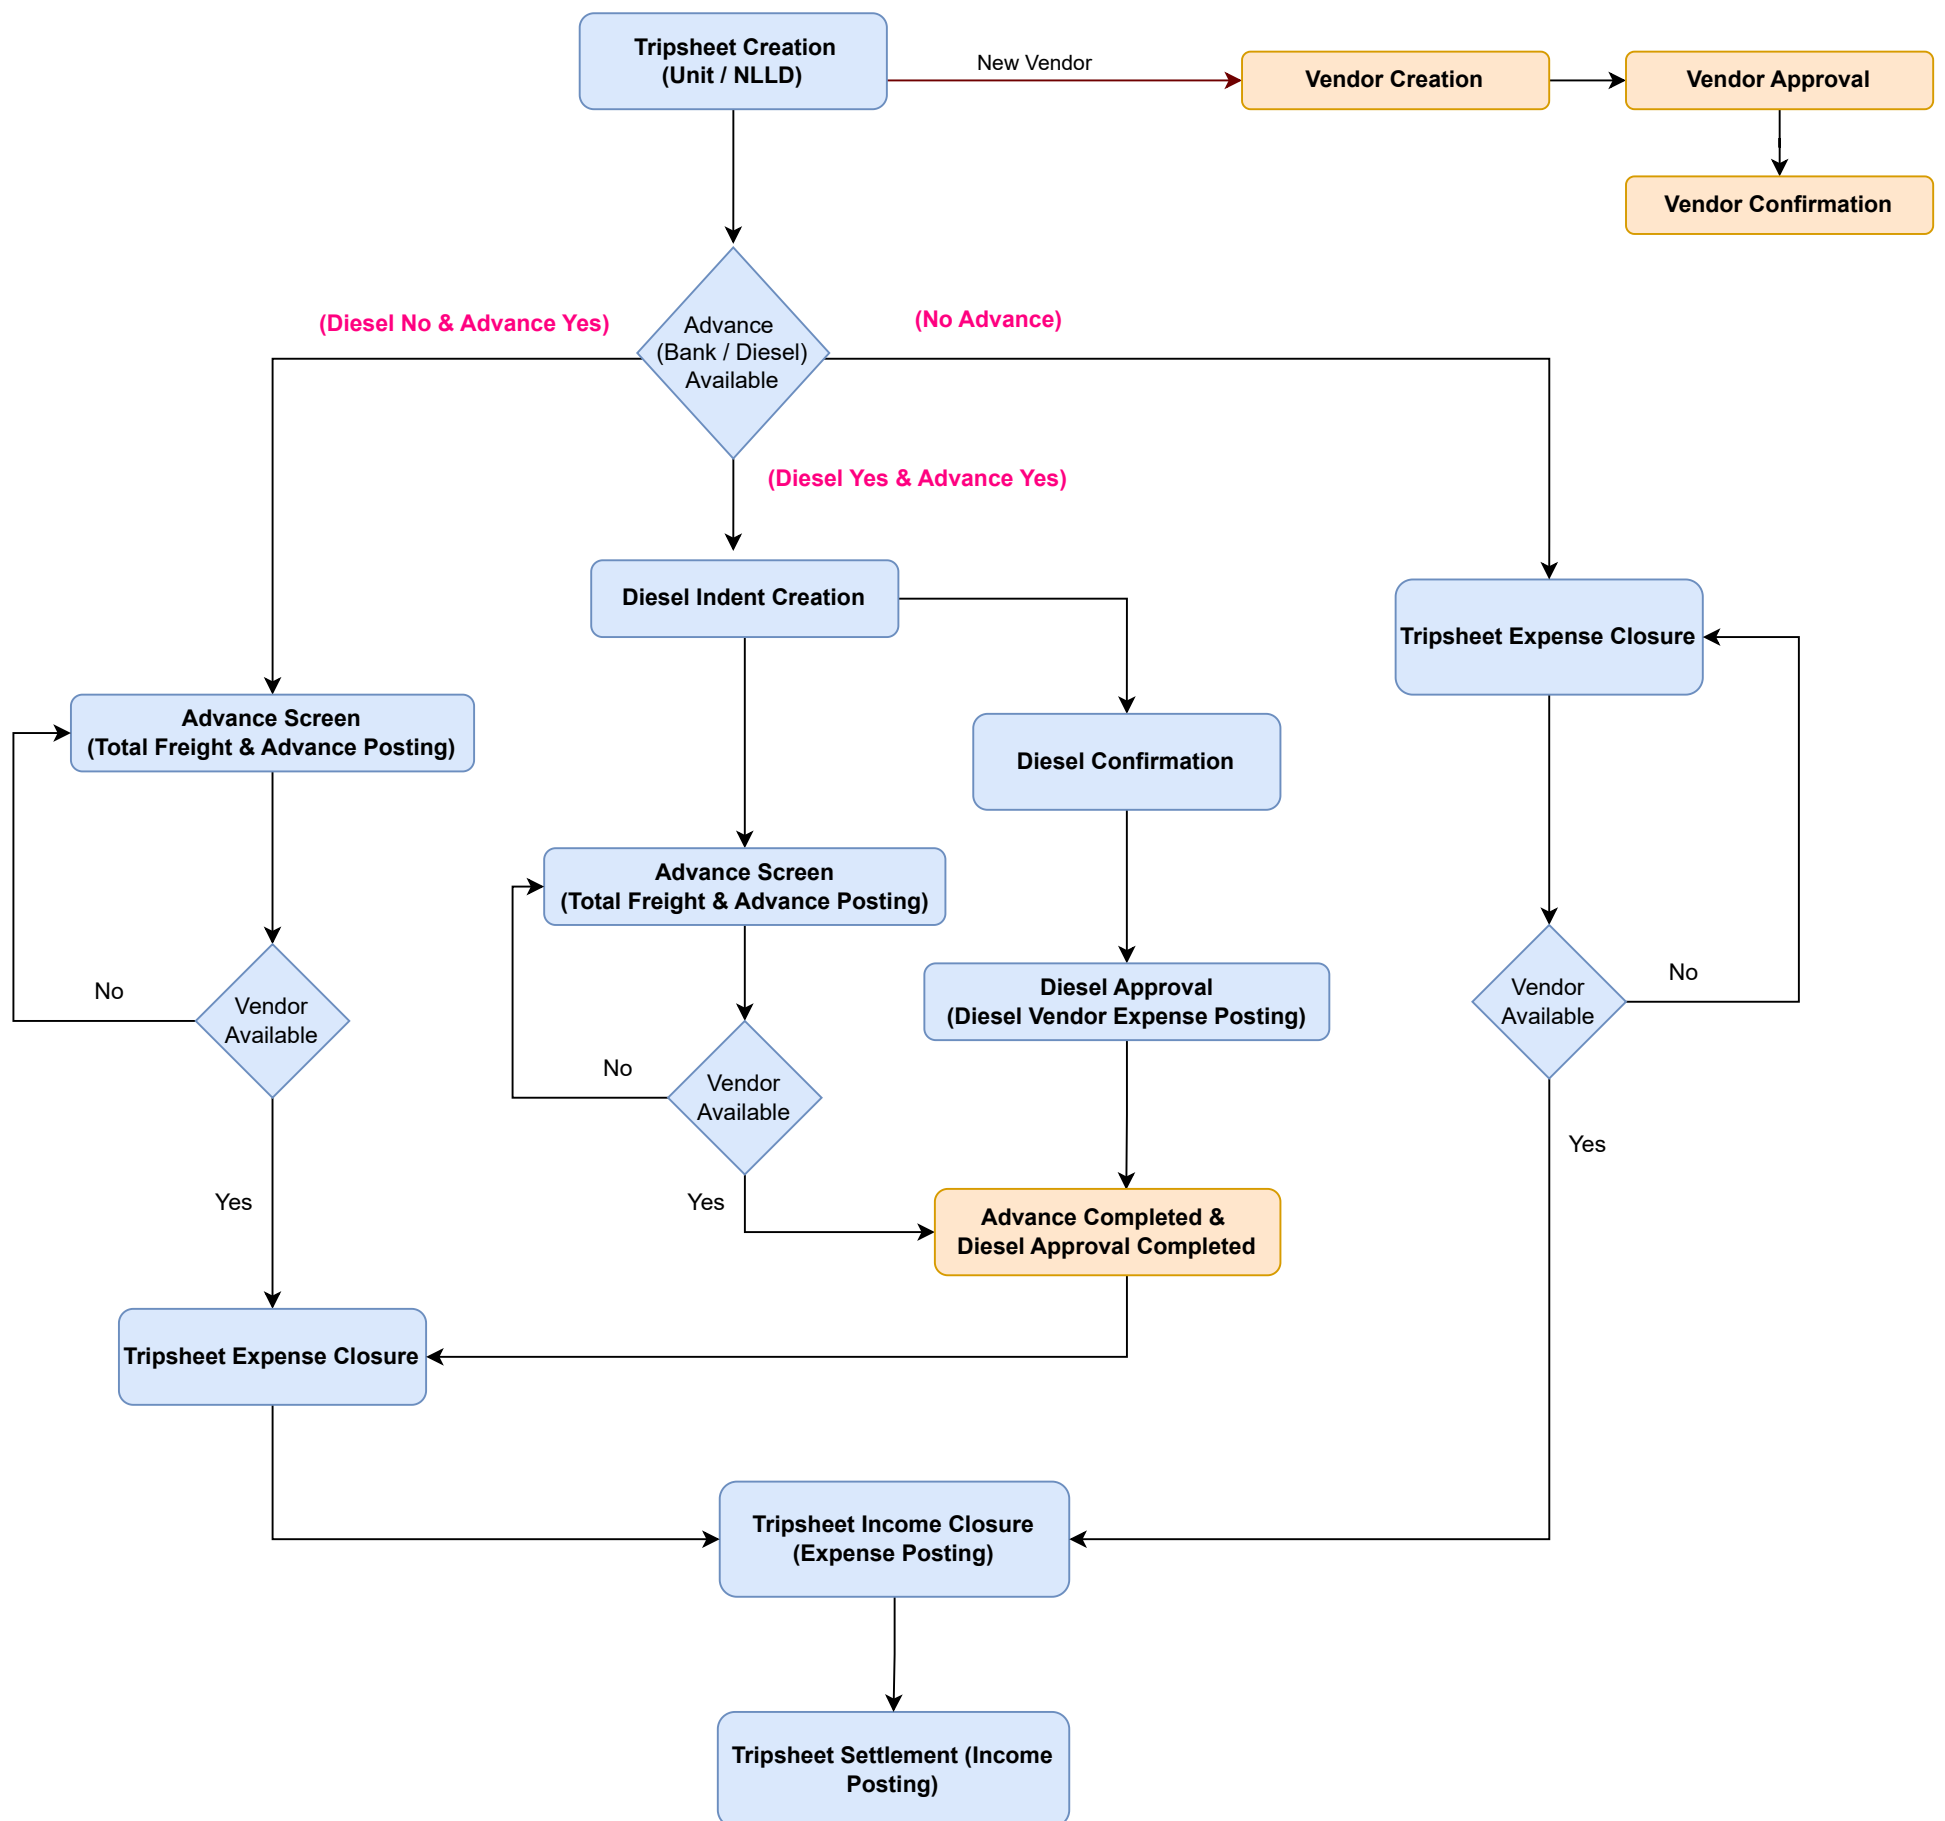 Tripsheet Creation
(Unit / NLLD)
New Vendor
Vendor Creation
Vendor Approval
Vendor Confirmation
(Diesel No & Advance Yes)
Advance
(Bank / Diesel)
Available
(No Advance)
(Diesel Yes & Advance Yes)
Diesel Indent Creation
Tripsheet Expense Closure
Advance Screen
(Total Freight & Advance Posting)
Diesel Confirmation
Advance Screen
(Total Freight & Advance Posting)
No
Vendor
Available
Diesel Approval
(Diesel Vendor Expense Posting)
Vendor
Available
No
No
Vendor
Available
Yes
Yes
Yes
Advance Completed &
Diesel Approval Completed
Tripsheet Expense Closure
Tripsheet Income Closure
(Expense Posting)
Tripsheet Settlement (Income
Posting)